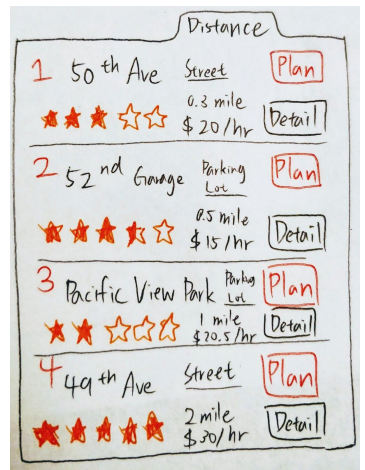 Distance
1 50th Ave Street Plan
0.3 mile
$20/hr Detail
2 52nd Garage Parking Lot Plan
0.5 mile
$15/hr Detail
3 Pacific View Park Parking Lot Plan
1 mile
$20.5/hr Detail
4 49th Ave Street Plan
2 mile
$30/hr Detail